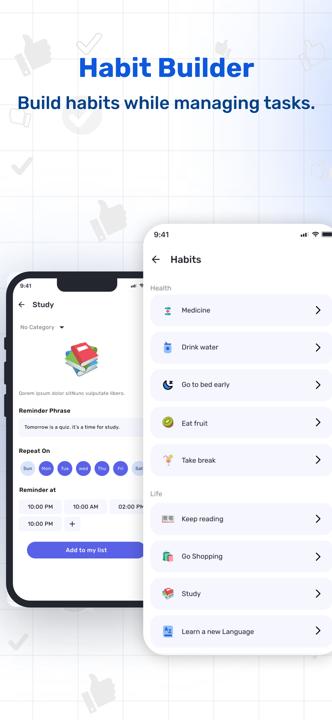 Habit Builder
Build habits while managing tasks.
9:41
Study
No Category
Qorem ipsum dolor sitNunc vulputate libero.
Reminder Phrase
Tomorrow is a quiz. it's a time for study.
Repeat On
Sun Mon Tue wed Thu Fri Sat
Reminder at
10:00 PM 10:00 AM 02:00 PM
10:00 PM +
Add to my list
9:41
Habits
Health
Medicine
Drink water
Go to bed early
Eat fruit
Take break
Life
Keep reading
Go Shopping
Study
Learn a new Language